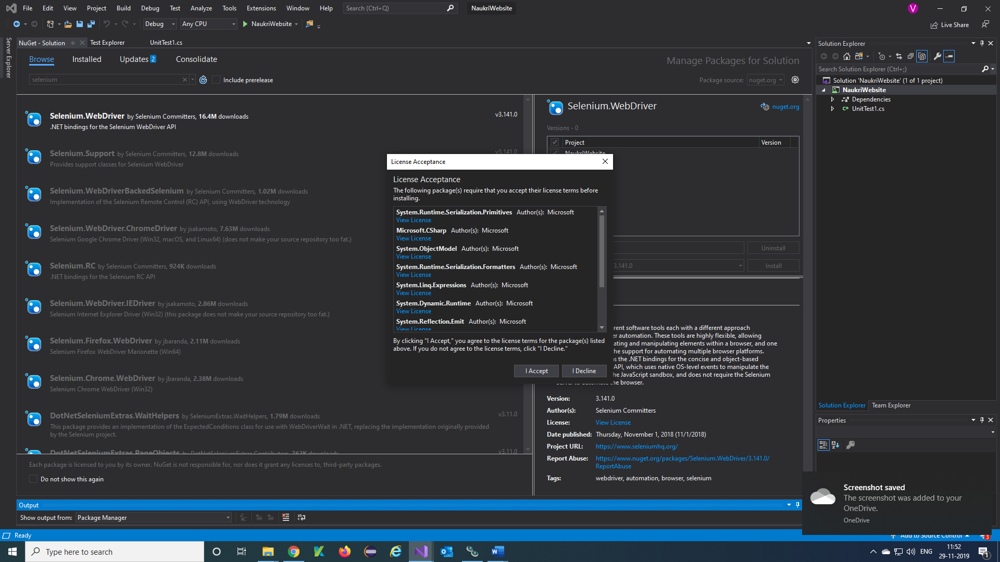 File Edit View Project Build Debug Test Analyze Tools Extensions Window Help Search (Ctrl+Q) NaukriWebsite V
Debug Any CPU NaukriWebsite Live Share
Server Explorer
NuGet - Solution Test Explorer UnitTest1.cs
Browse Installed Updates 2 Consolidate
Manage Packages for Solution
selenium Include prerelease
Package source: nuget.org
Selenium.WebDriver by Selenium Committers, 16.4M downloads v3.141.0
.NET bindings for the Selenium WebDriver API
Selenium.Support by Selenium Committers, 12.8M downloads v3.141.0
Provides support classes for Selenium WebDriver
Selenium.WebDriverBackedSelenium by Selenium Committers, 1.02M downloads
Implementation of the Selenium Remote Control (RC) API, using WebDriver technology
Selenium.WebDriver.ChromeDriver by jsakamoto, 7.63M downloads
Selenium Google Chrome Driver (Win32, macOS, and Linux64) (does not make your source repository too fat.)
Selenium.RC by Selenium Committers, 924K downloads
.NET bindings for the Selenium RC API
Selenium.WebDriver.IEDriver by jsakamoto, 2.86M downloads
Selenium Internet Explorer Driver (Win32) (this package does not make your source repository too fat.)
Selenium.Firefox.WebDriver by jbaranda, 2.11M downloads
Selenium Firefox WebDriver Marionette (Win64)
Selenium.Chrome.WebDriver by jbaranda, 2.38M downloads
Selenium Chrome WebDriver (Win32)
DotNetSeleniumExtras.WaitHelpers by SeleniumExtras.WaitHelpers, 1.79M downloads v3.11.0
This package provides an implementation of the ExpectedConditions class for use with WebDriverWait in .NET, replacing the implementation originally provided
by the Selenium project.
DotNetSeleniumExtras.PageObjects by DotNetSeleniumExtras Contributors, 762K downloads v3.11.0
Each package is licensed to you by its owner. NuGet is not responsible for, nor does it grant any licenses to, third-party packages.
Do not show this again
Selenium.WebDriver nuget.org
Versions - 0
Project Version
NaukriWebsite
Uninstall
3.141.0 Install
License Acceptance
License Acceptance
The following package(s) require that you accept their license terms before
installing.
System.Runtime.Serialization.Primitives Author(s): Microsoft
View License
Microsoft.CSharp Author(s): Microsoft
View License
System.ObjectModel Author(s): Microsoft
View License
System.Runtime.Serialization.Formatters Author(s): Microsoft
View License
System.Linq.Expressions Author(s): Microsoft
View License
System.Dynamic.Runtime Author(s): Microsoft
View License
System.Reflection.Emit Author(s): Microsoft
View License
By clicking "I Accept," you agree to the license terms for the package(s) listed
above. If you do not agree to the license terms, click "I Decline."
I Accept I Decline
software tools each with a different approach
automation. These tools are highly flexible, allowing
and manipulating elements within a browser, and one
the support for automating multiple browser platforms.
the .NET bindings for the concise and object-based
API, which uses native OS-level events to manipulate the
the JavaScript sandbox, and does not require the Selenium
the browser.
Version: 3.141.0
Author(s): Selenium Committers
License: View License
Date published: Thursday, November 1, 2018 (11/1/2018)
Project URL: https://www.seleniumhq.org/
Report Abuse: https://www.nuget.org/packages/Selenium.WebDriver/3.141.0/
ReportAbuse
Tags: webdriver, automation, browser, selenium
Solution Explorer
Search Solution Explorer (Ctrl+;)
Solution 'NaukriWebsite' (1 of 1 project)
NaukriWebsite
Dependencies
C# UnitTest1.cs
Solution Explorer Team Explorer
Properties
Screenshot saved
The screenshot was added to your
OneDrive.
OneDrive
Output
Show output from: Package Manager
Ready Add to Source Control 3
Type here to search
ENG 11:52
29-11-2019 1